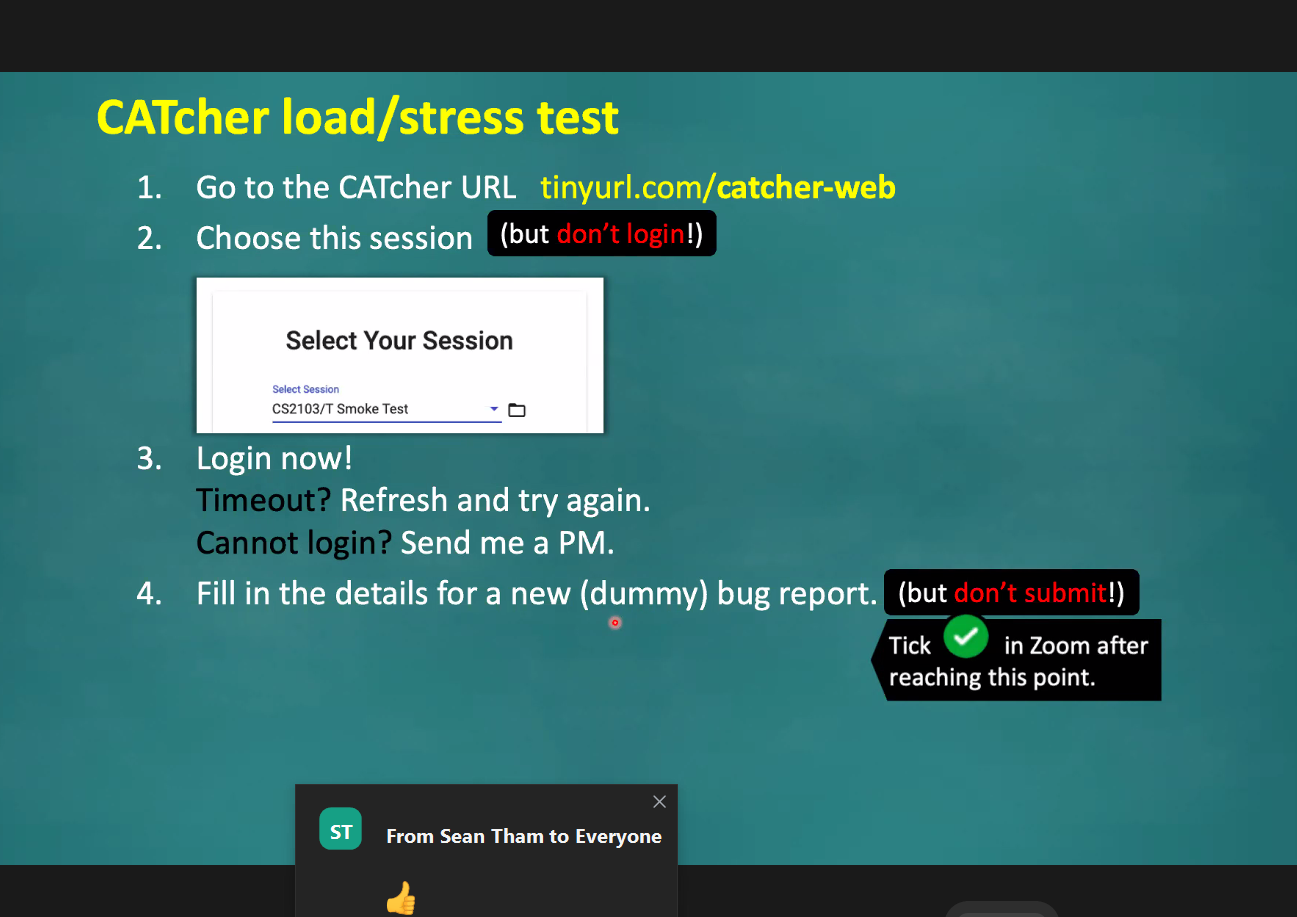 CATcher load/stress test
1. Go to the CATcher URL tinyurl.com/catcher-web
2. Choose this session (but don't login!)
Select Your Session
Select Session
CS2103/T Smoke Test
3. Login now!
Timeout? Refresh and try again.
Cannot login? Send me a PM.
4. Fill in the details for a new (dummy) bug report. (but don't submit!)
Tick in Zoom after
reaching this point.
ST From Sean Tham to Everyone
👍